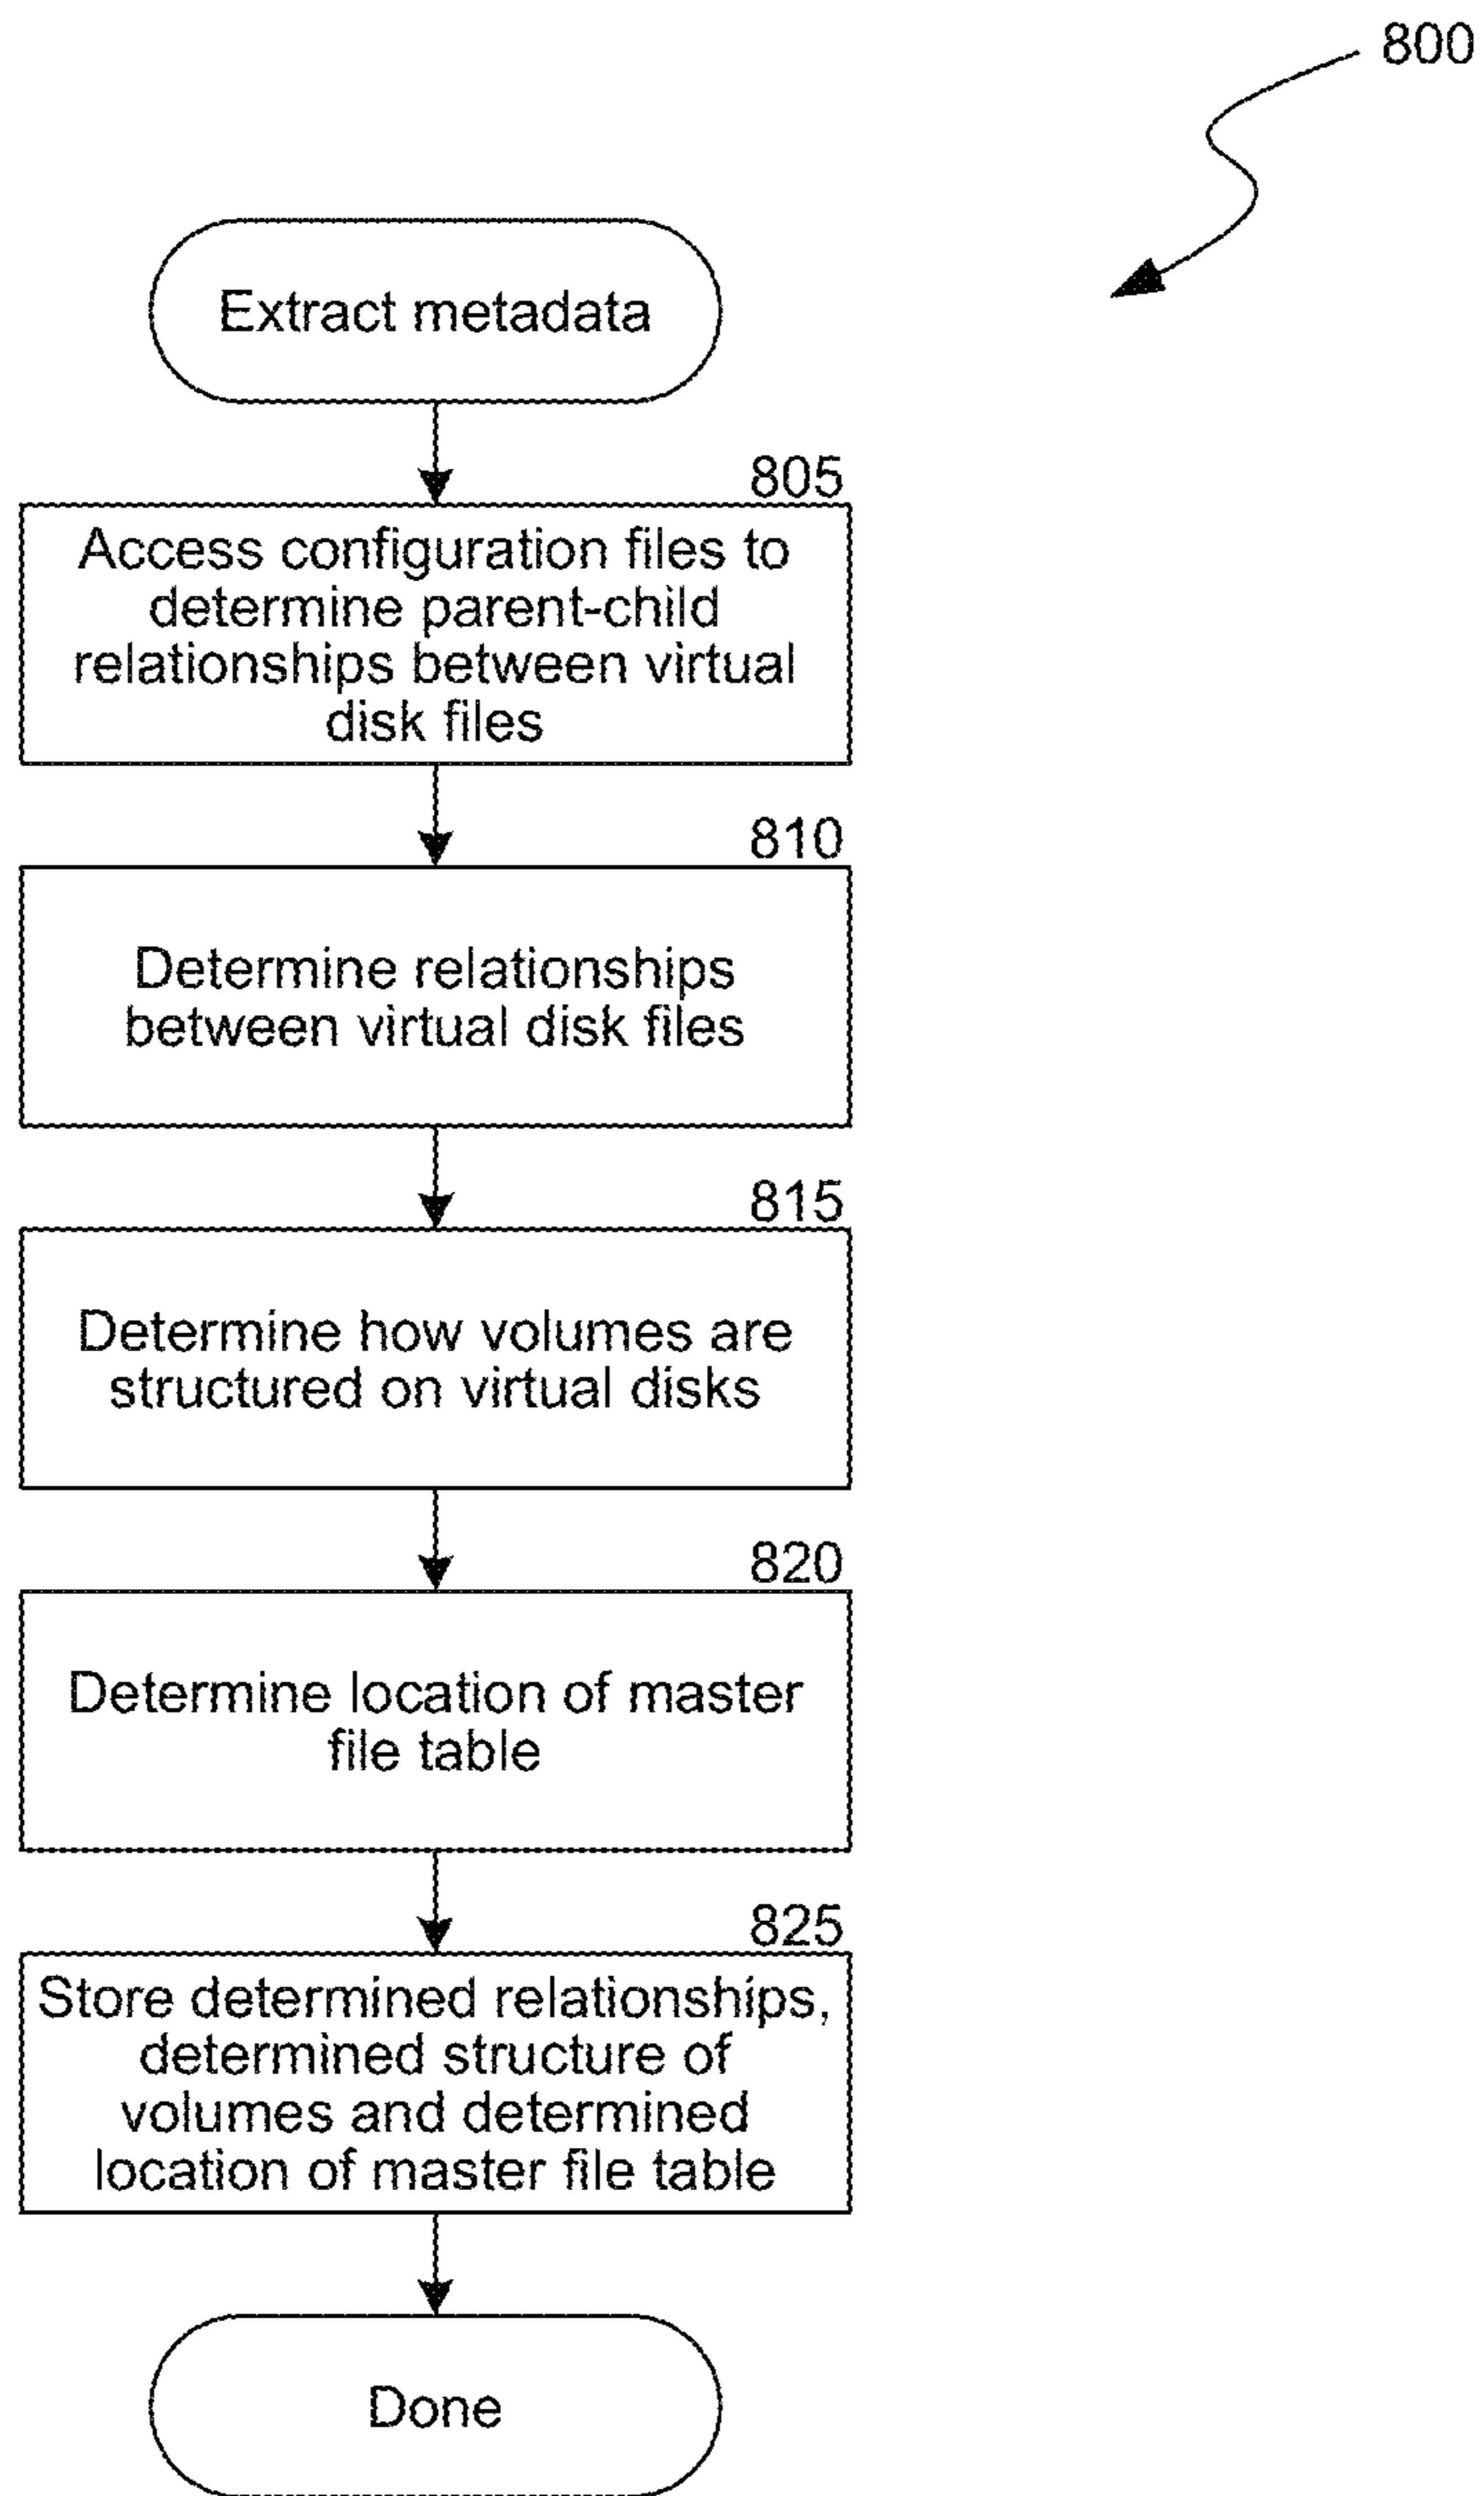 800
Extract metadata
805
Access configuration files to
determine parent-child
relationships between virtual
disk files
810
Determine relationships
between virtual disk files
815
Determine how volumes are
structured on virtual disks
820
Determine location of master
file table
825
Store determined relationships,
determined structure of
volumes and determined
location of master file table
Done